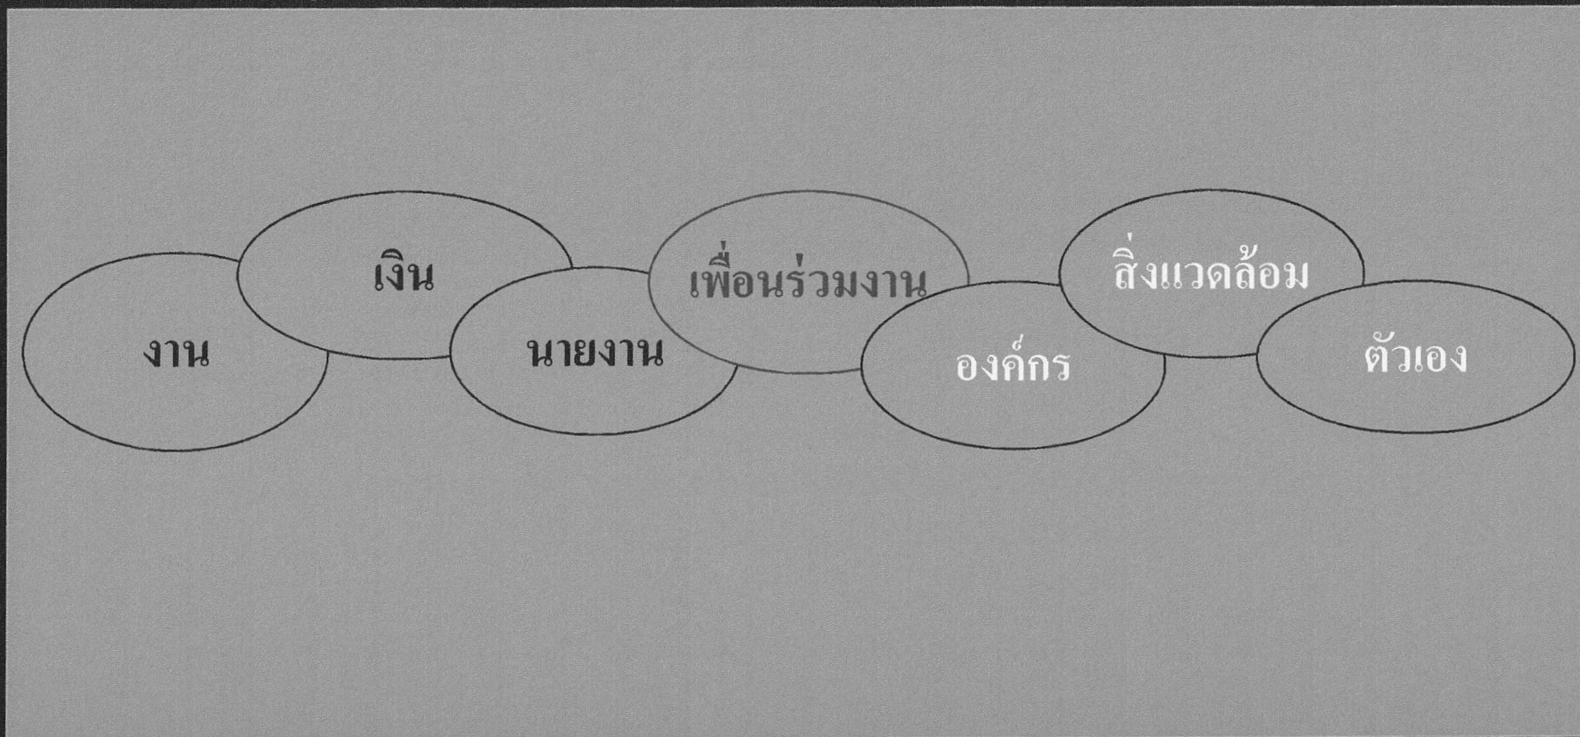 งาน
เงิน
นายงาน
เพื่อนร่วมงาน
องค์กร
สิ่งแวดล้อม
ตัวเอง